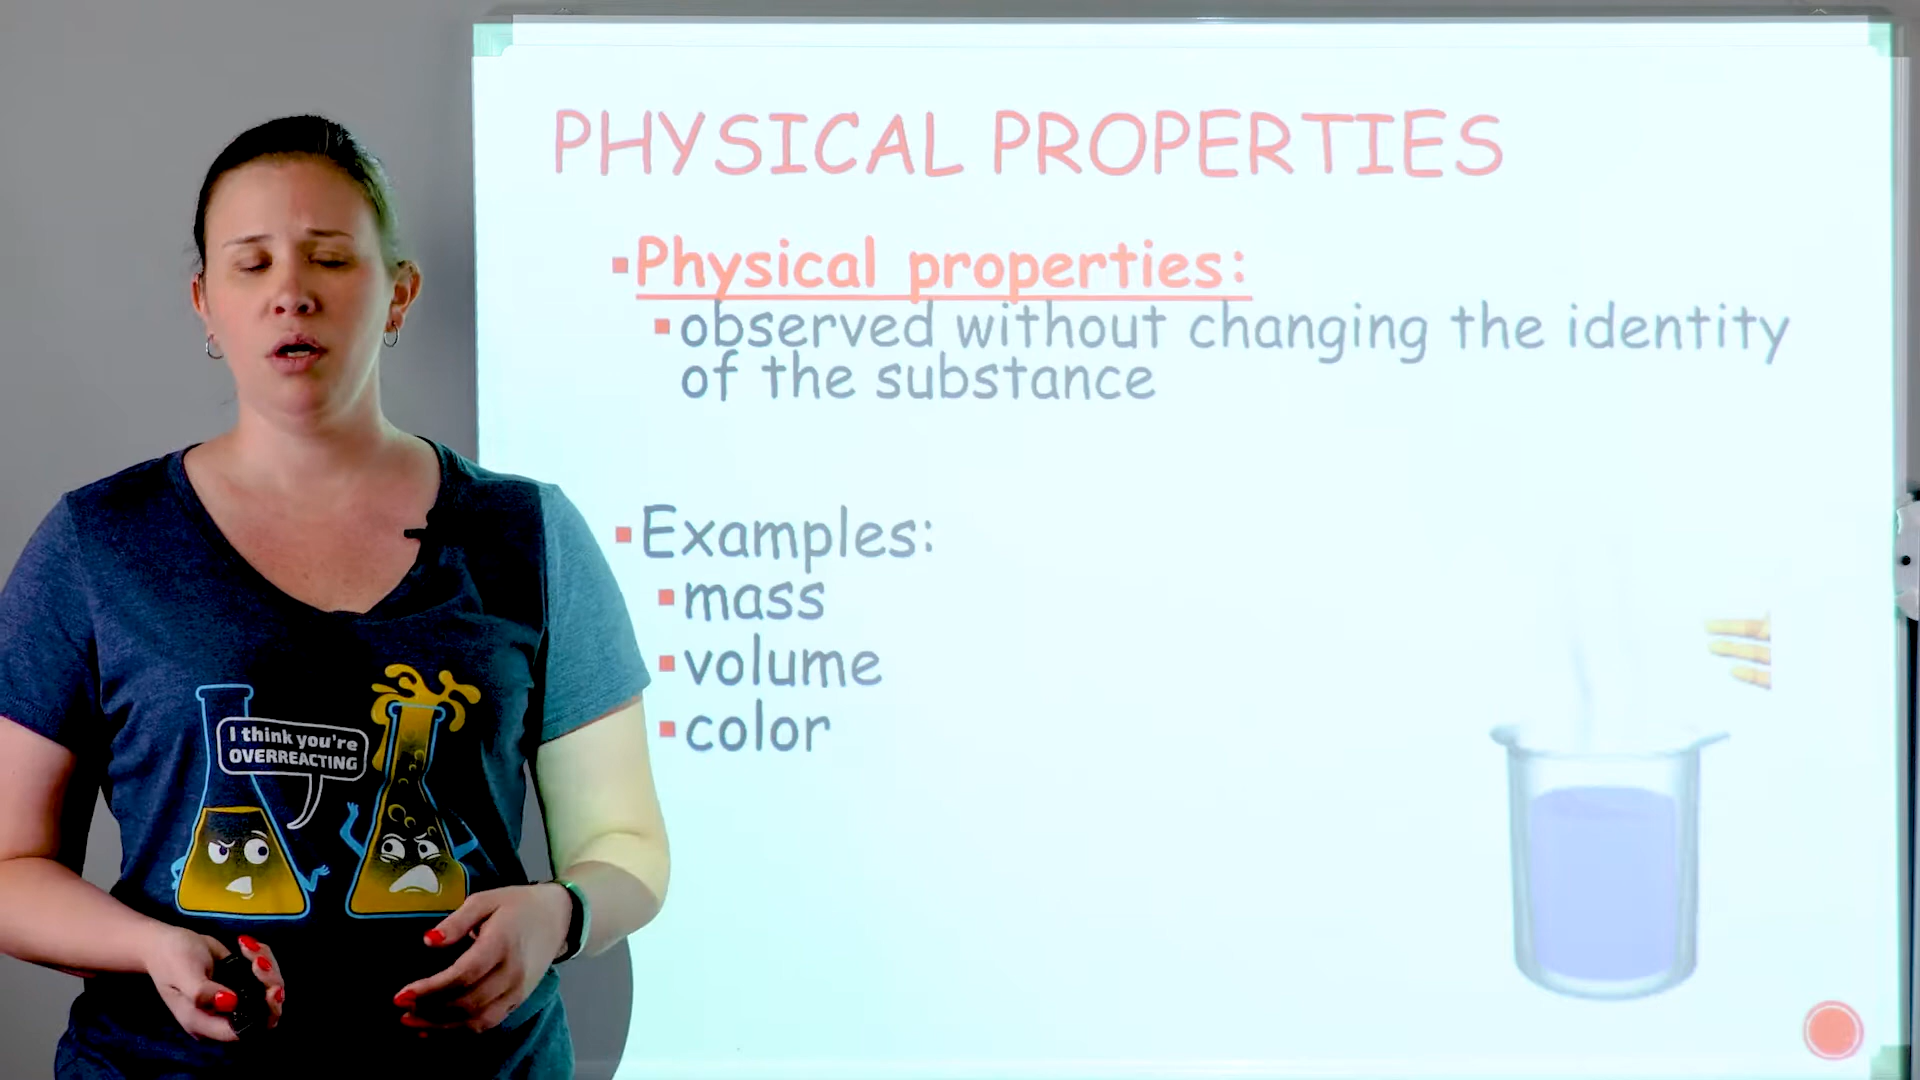 PHYSICAL PROPERTIES
Physical properties:
observed without changing the identity
of the substance
Examples:
mass
volume
color
I think you're
OVERREACTING